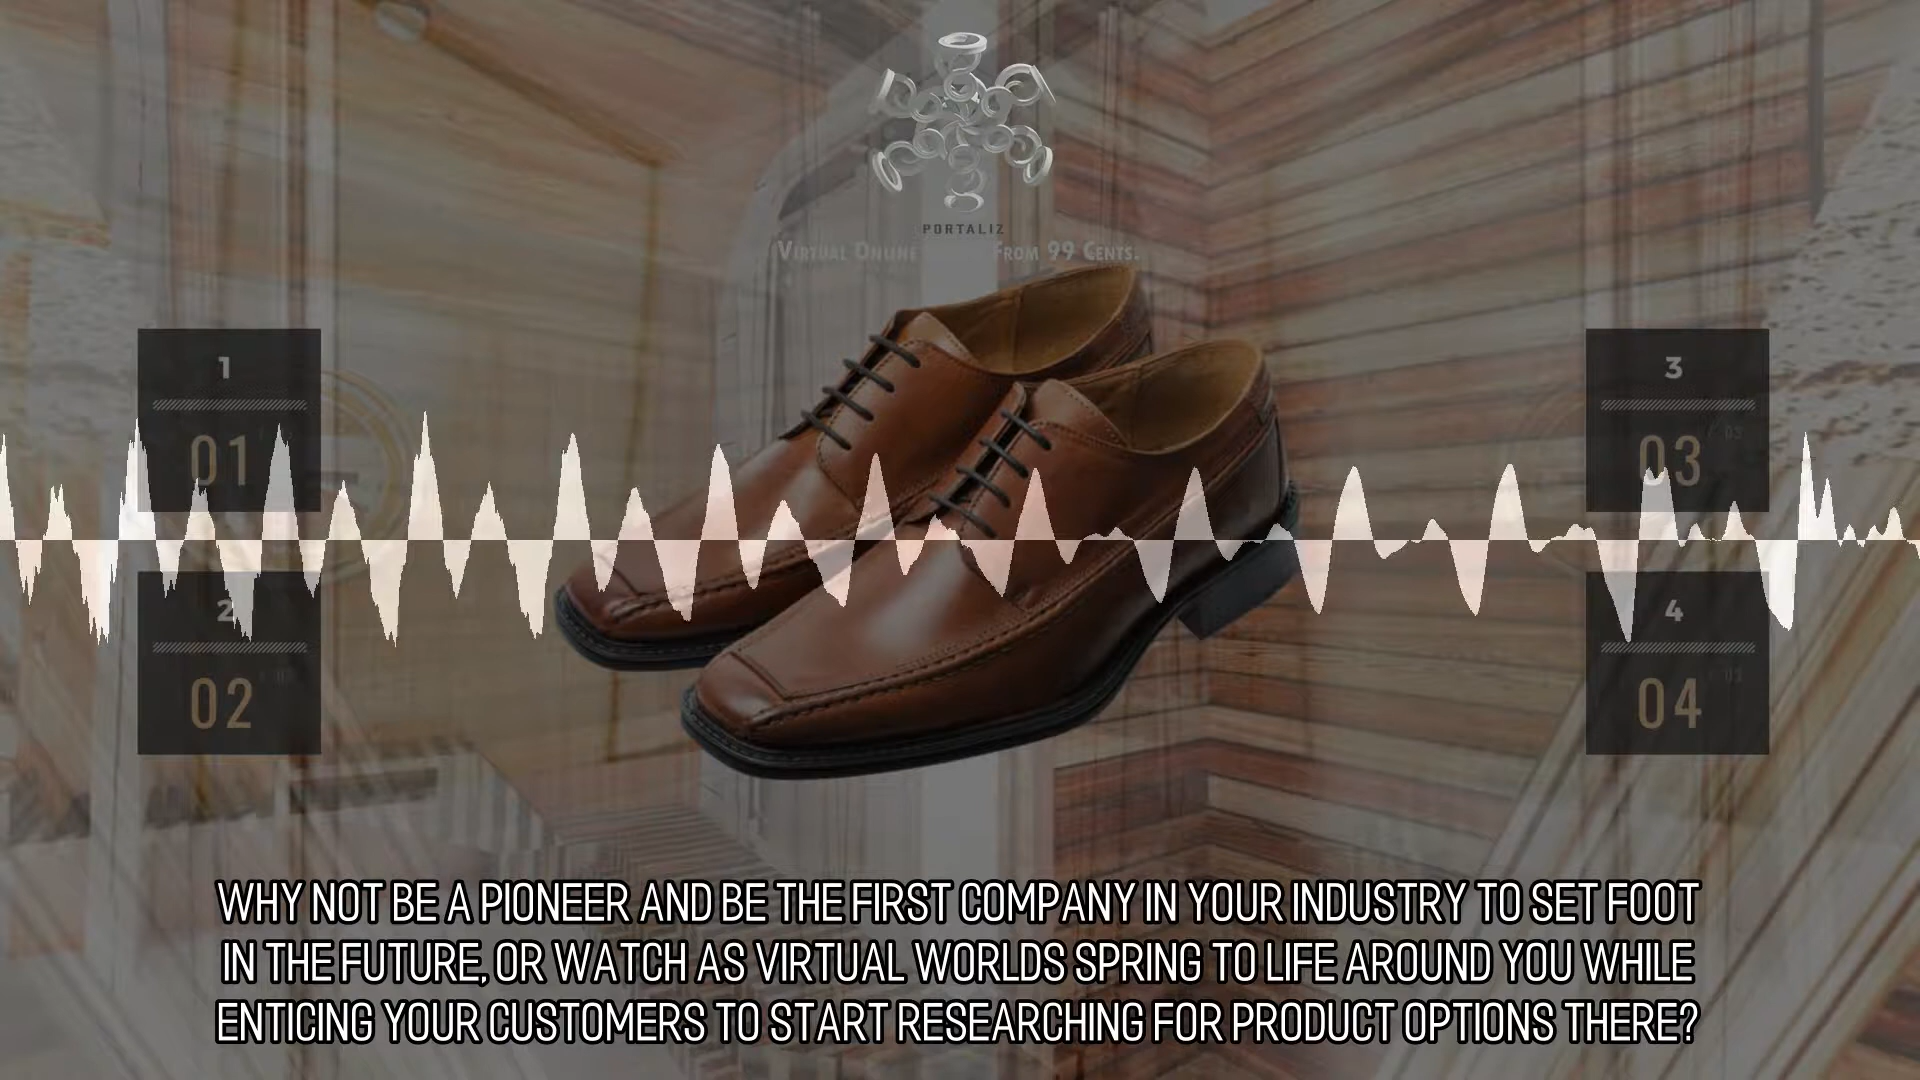 PORTALIZ
VIRTUAL ONLINE FROM 99 CENTS.
1
01
2
02
3
03
4
04
WHY NOT BE A PIONEER AND BE THE FIRST COMPANY IN YOUR INDUSTRY TO SET FOOT
IN THE FUTURE, OR WATCH AS VIRTUAL WORLDS SPRING TO LIFE AROUND YOU WHILE
ENTICING YOUR CUSTOMERS TO START RESEARCHING FOR PRODUCT OPTIONS THERE?